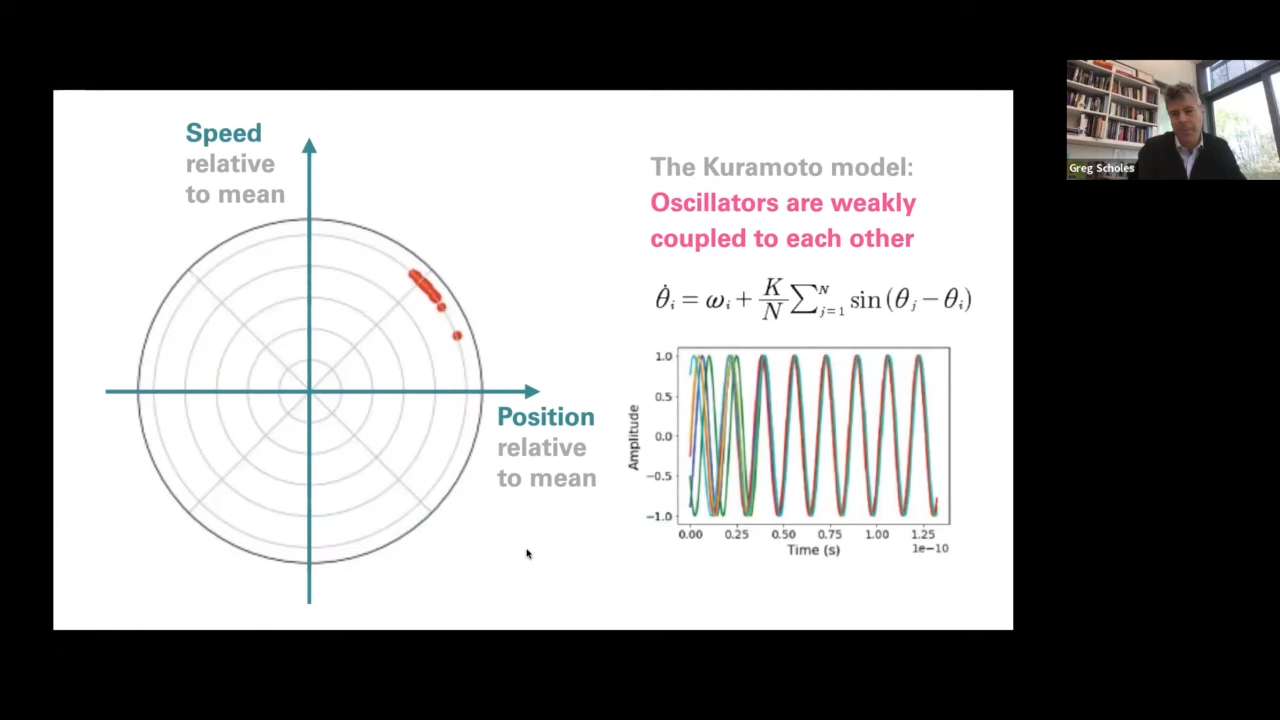 Speed
relative
to mean
Position
relative
to mean
The Kuramoto model:
Oscillators are weakly
coupled to each other
θ̇ᵢ = ωᵢ + K/N ∑ᴺⱼ₌₁ sin (θⱼ − θᵢ)
Amplitude
1.0
0.5
0.0
−0.5
−1.0
0.00 0.25 0.50 0.75 1.00 1.25
Time (s)
1e−10
Greg Scholes